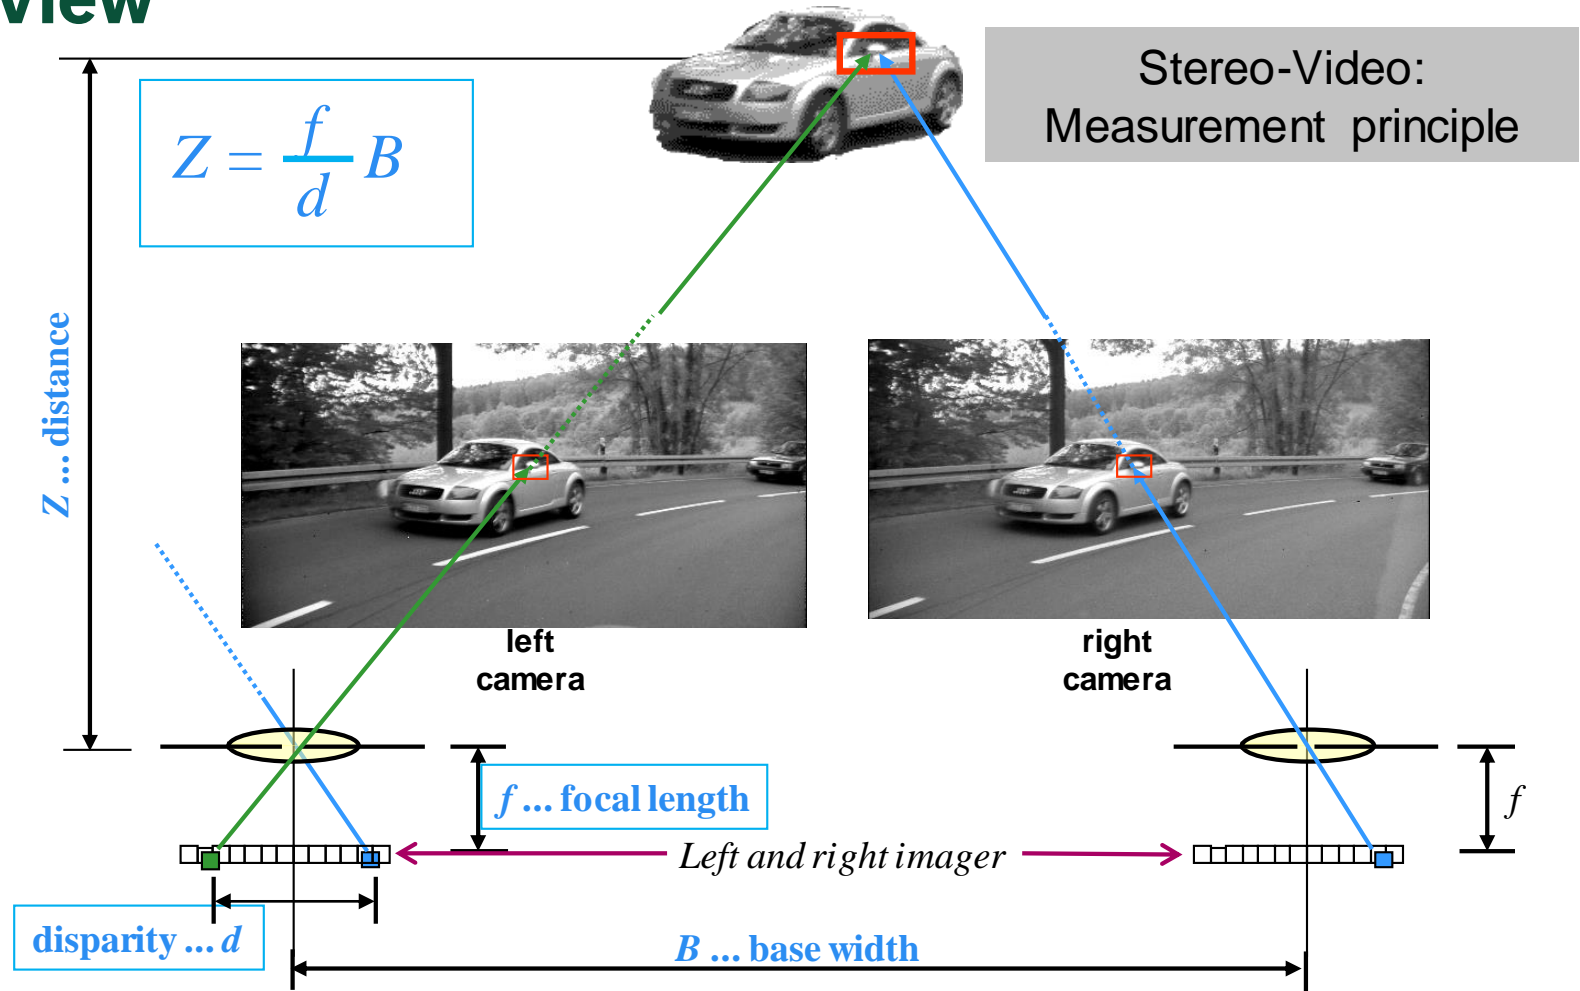 view
Stereo-Video:
Measurement principle
Z = f/d B
Z ... distance
left
camera
right
camera
f ... focal length
f
Left and right imager
disparity ... d
B ... base width